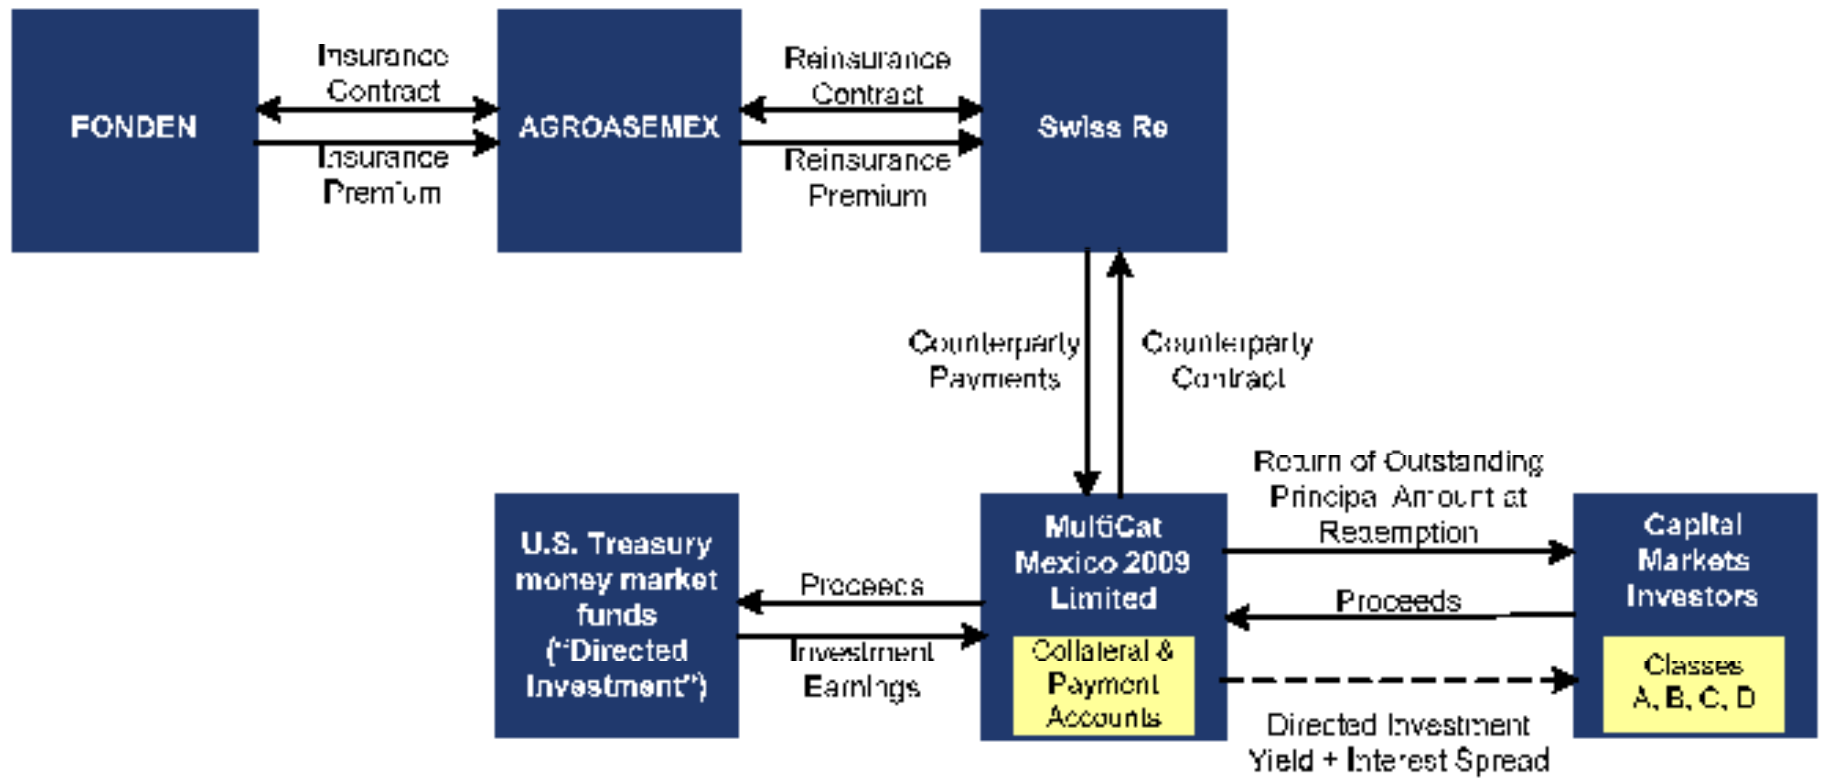 FONDEN
Insurance
Contract
Insurance
Premium
AGROASEMEX
Reinsurance
Contract
Reinsurance
Premium
Swiss Re
Counterparty
Payments
Counterparty
Contract
U.S. Treasury
money market
funds
("Directed
Investment")
Proceeds
Investment
Earnings
MultiCat
Mexico 2009
Limited
Collateral &
Payment
Accounts
Return of Outstanding
Principal Amount at
Redemption
Proceeds
Directed Investment
Yield + Interest Spread
Capital
Markets
Investors
Classes
A, B, C, D